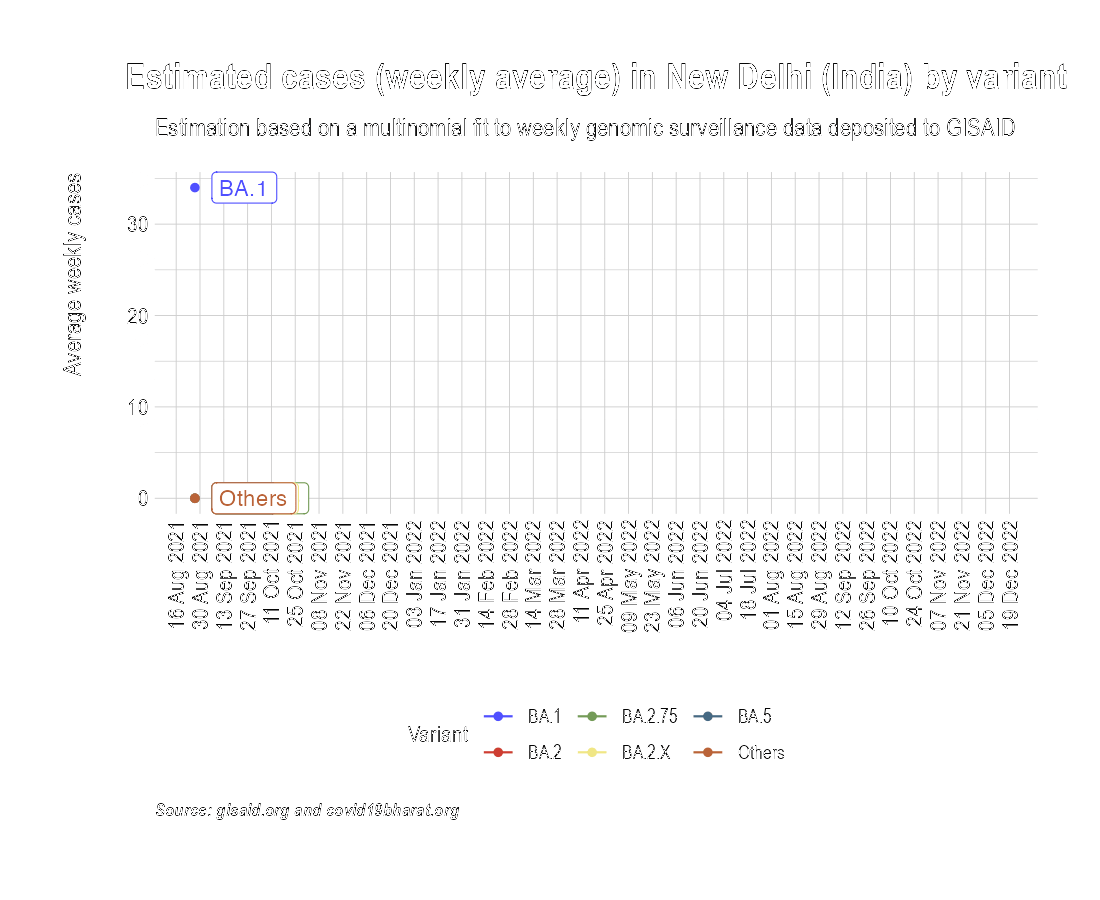 Estimated cases (weekly average) in New Delhi (India) by variant
Estimation based on a multinomial fit to weekly genomic surveillance data deposited to GISAID
Average weekly cases
BA.1
30
20
10
0
Others
16 Aug 2021
30 Aug 2021
13 Sep 2021
27 Sep 2021
11 Oct 2021
25 Oct 2021
08 Nov 2021
22 Nov 2021
06 Dec 2021
20 Dec 2021
03 Jan 2022
17 Jan 2022
31 Jan 2022
14 Feb 2022
28 Feb 2022
14 Mar 2022
28 Mar 2022
11 Apr 2022
25 Apr 2022
09 May 2022
23 May 2022
06 Jun 2022
20 Jun 2022
04 Jul 2022
18 Jul 2022
01 Aug 2022
15 Aug 2022
29 Aug 2022
12 Sep 2022
26 Sep 2022
10 Oct 2022
24 Oct 2022
07 Nov 2022
21 Nov 2022
05 Dec 2022
19 Dec 2022
Variant
BA.1
BA.2.75
BA.5
BA.2
BA.2.X
Others
Source: gisaid.org and covid19bharat.org